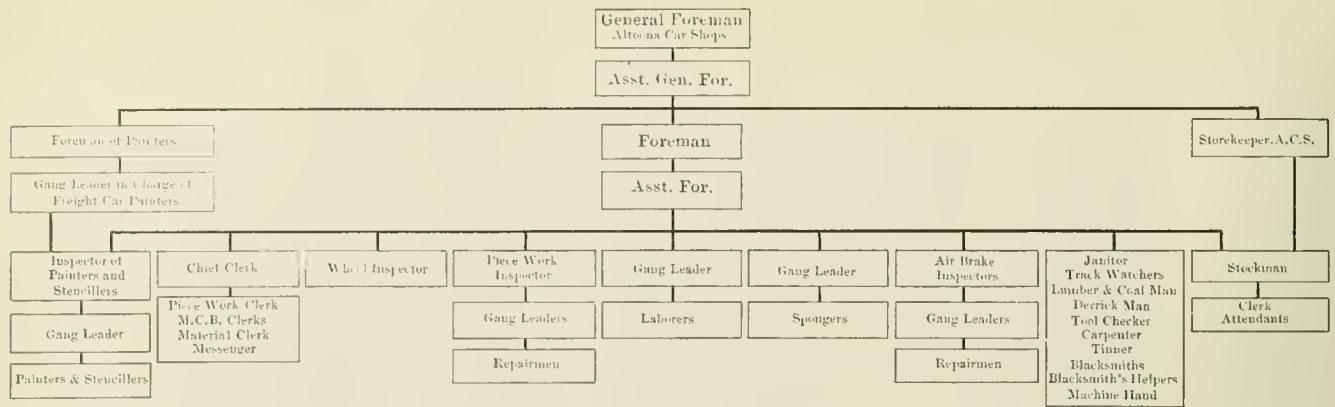 General Foreman
Altoona Car Shops
Asst. Gen. For.
Foreman of Painters
Foreman
Storekeeper. A.C.S.
Gang Leader in Charge of
Freight Car Painters
Asst. For.
Inspector of
Painters and
Stencillers
Chief Clerk
Wheel Inspector
Piece Work
Inspector
Gang Leader
Gang Leader
Air Brake
Inspectors
Janitor
Track Watchers
Lumber & Coal Man
Derrick Man
Tool Checker
Carpenter
Tinner
Blacksmiths
Blacksmith's Helpers
Machine Hand
Stockman
Piece Work Clerk
M.C.B. Clerks
Material Clerk
Messenger
Gang Leaders
Laborers
Spongers
Gang Leaders
Clerk
Attendants
Gang Leader
Repairmen
Repairmen
Painters & Stencillers